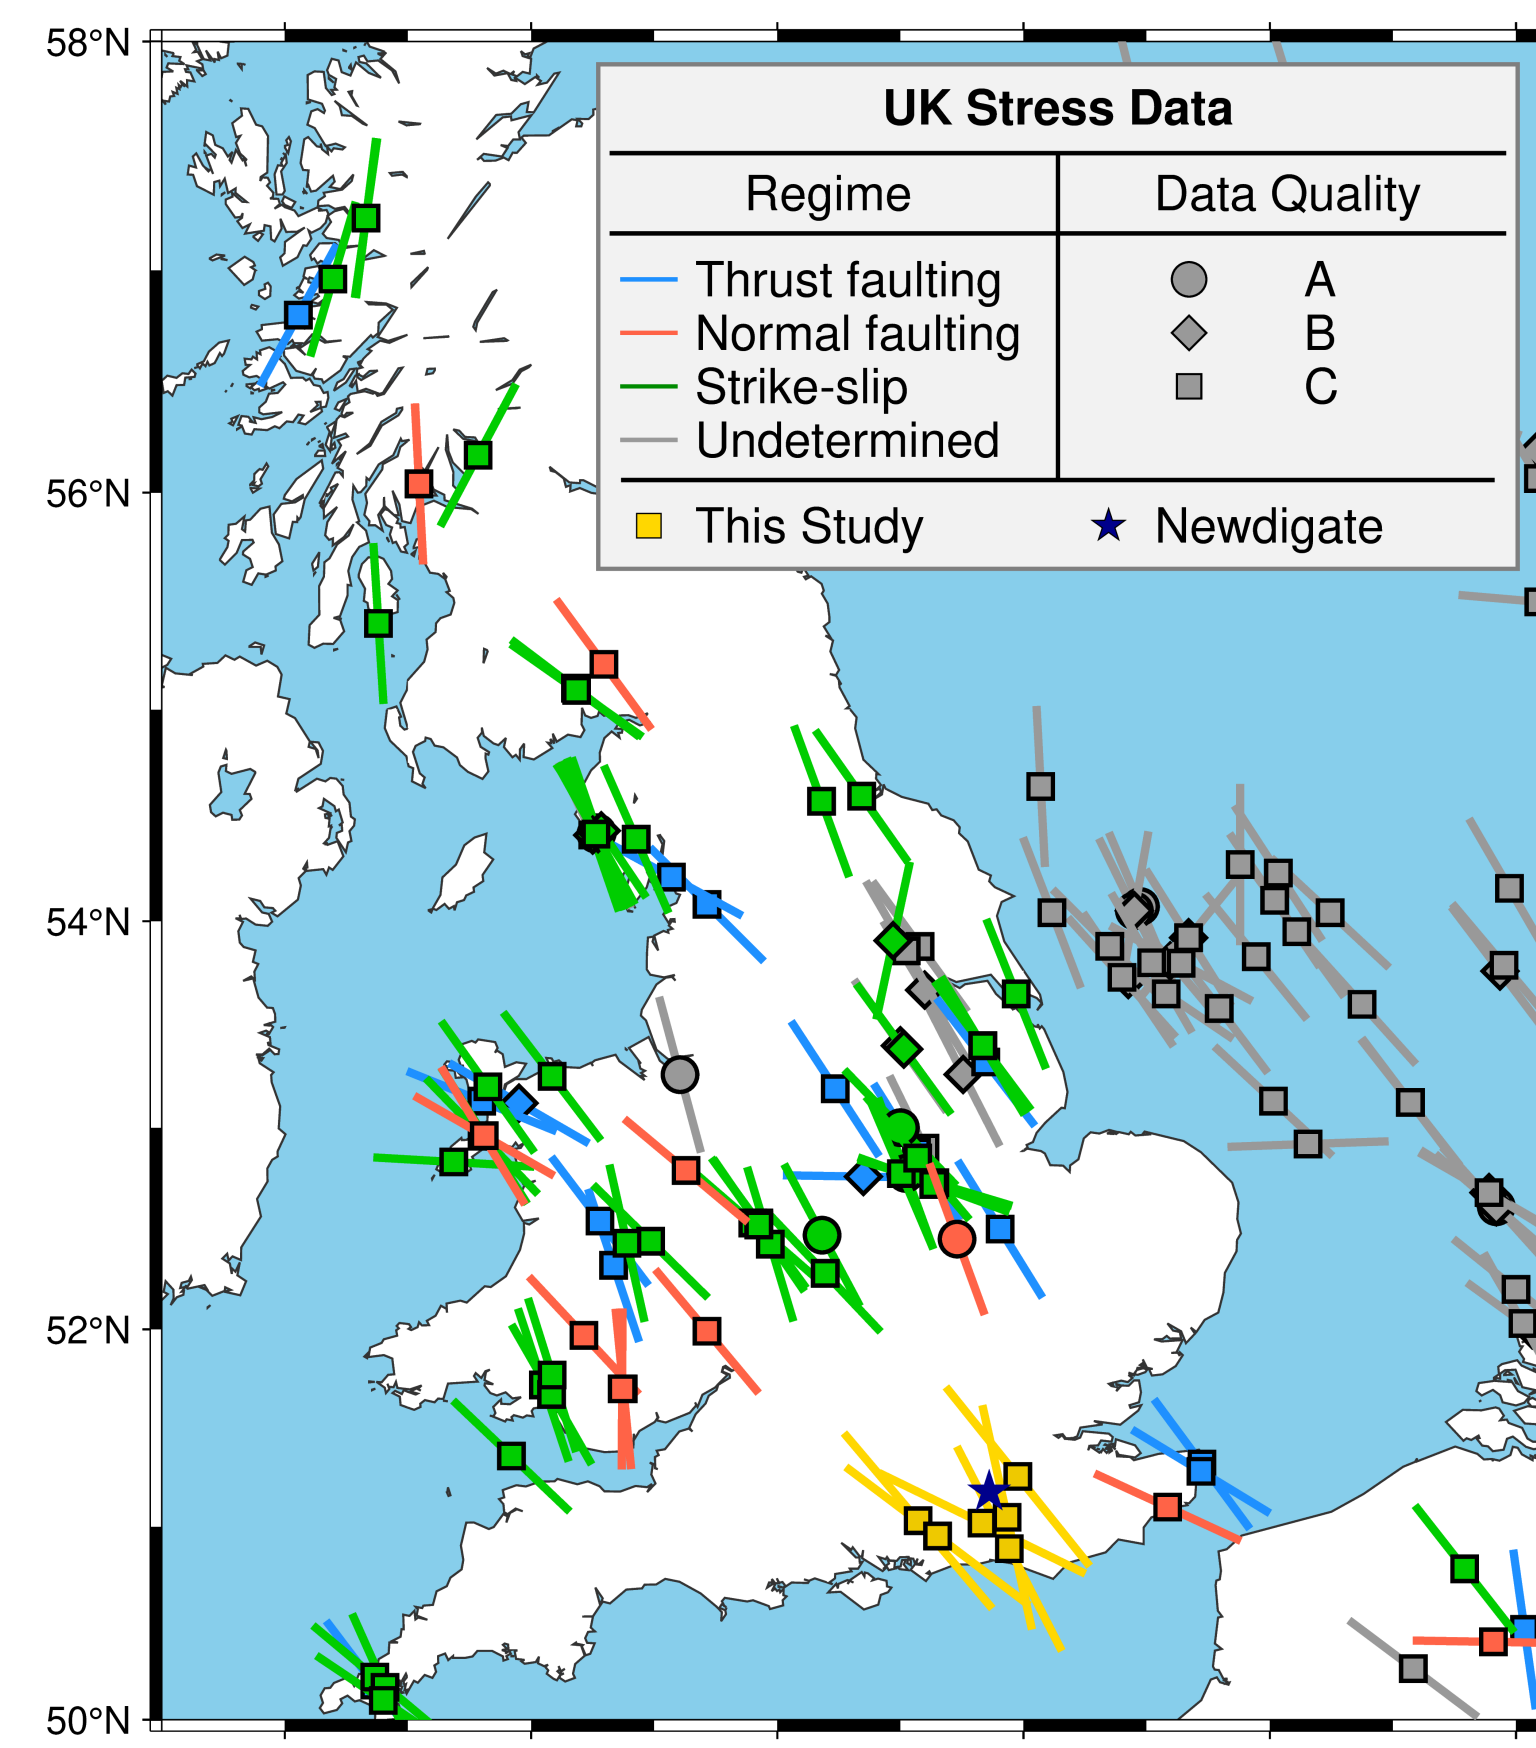 58°N
UK Stress Data
Regime Data Quality
Thrust faulting A
Normal faulting B
Strike-slip C
Undetermined
56°N
This Study Newdigate
54°N
52°N
50°N